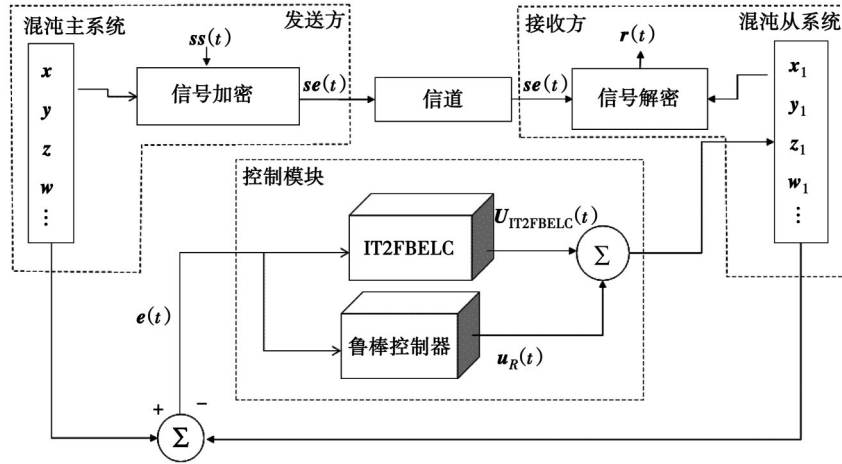 混沌主系统
发送方
接收方
混沌从系统
ss(t)
r(t)
x
y
z
w
⋮
信号加密
se(t)
信道
se(t)
信号解密
x₁
y₁
z₁
w₁
⋮
控制模块
U_IT2FBELC(t)
IT2FBELC
Σ
e(t)
鲁棒控制器
u_R(t)
+
−
Σ